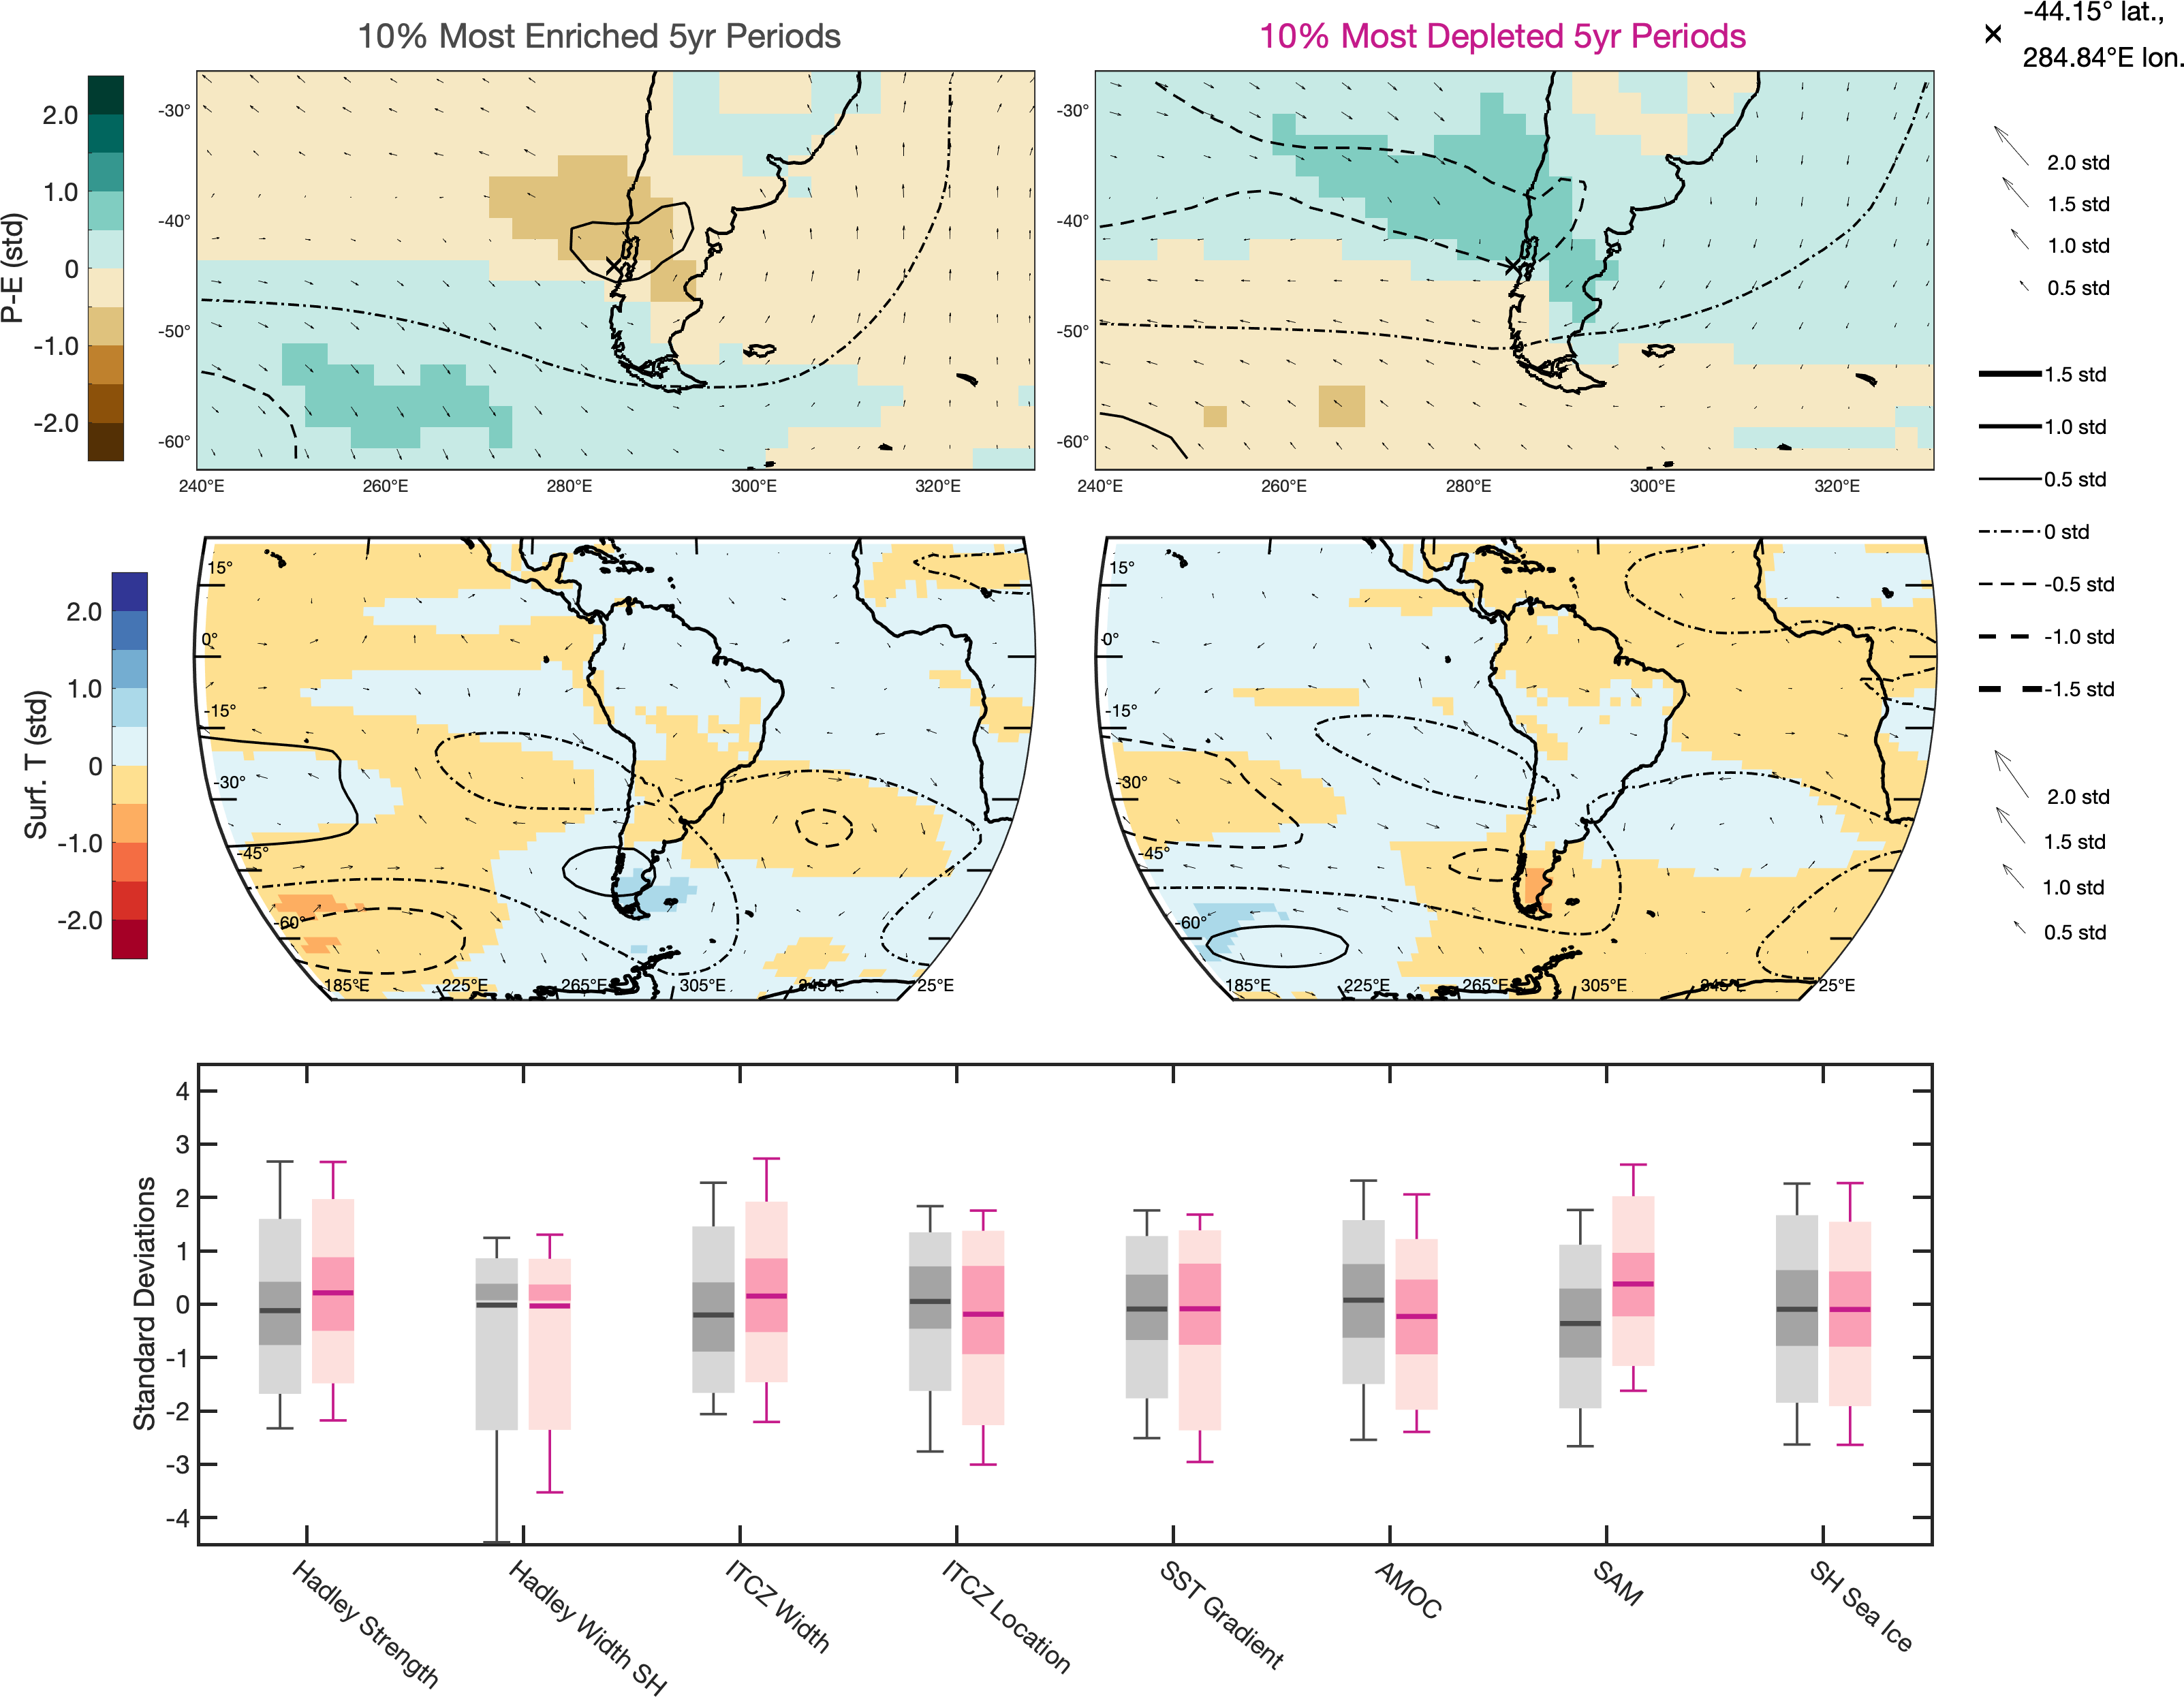 10% Most Enriched 5yr Periods
10% Most Depleted 5yr Periods
-44.15° lat.,
284.84°E lon.
P-E (std)
2.0
1.0
0
-1.0
-2.0
-30°
-40°
-50°
-60°
240°E
260°E
280°E
300°E
320°E
-30°
-40°
-50°
-60°
240°E
260°E
280°E
300°E
320°E
2.0 std
1.5 std
1.0 std
0.5 std
1.5 std
1.0 std
0.5 std
0 std
-0.5 std
-1.0 std
-1.5 std
2.0 std
1.5 std
1.0 std
0.5 std
Surf. T (std)
2.0
1.0
0
-1.0
-2.0
15°
0°
-15°
-30°
-45°
-60°
185°E
225°E
265°E
305°E
345°E
25°E
15°
0°
-15°
-30°
-45°
-60°
185°E
225°E
265°E
305°E
345°E
25°E
Standard Deviations
4
3
2
1
0
-1
-2
-3
-4
Hadley Strength
Hadley Width SH
ITCZ Width
ITCZ Location
SST Gradient
AMOC
SAM
SH Sea Ice